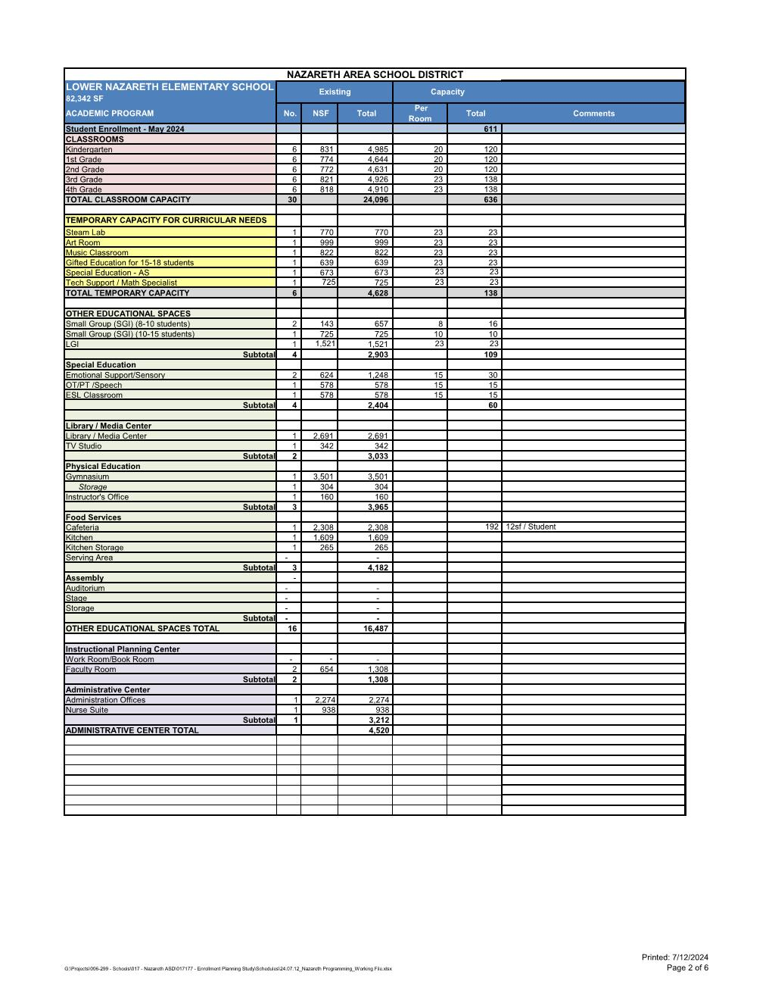 NAZARETH AREA SCHOOL DISTRICT
LOWER NAZARETH ELEMENTARY SCHOOL
82,342 SF
Existing Capacity
ACADEMIC PROGRAM No. NSF Total Per Room Total Comments
Student Enrollment - May 2024 611
CLASSROOMS
Kindergarten 6 831 4,985 20 120
1st Grade 6 774 4,644 20 120
2nd Grade 6 772 4,631 20 120
3rd Grade 6 821 4,926 23 138
4th Grade 6 818 4,910 23 138
TOTAL CLASSROOM CAPACITY 30 24,096 636
TEMPORARY CAPACITY FOR CURRICULAR NEEDS
Steam Lab 1 770 770 23 23
Art Room 1 999 999 23 23
Music Classroom 1 822 822 23 23
Gifted Education for 15-18 students 1 639 639 23 23
Special Education - AS 1 673 673 23 23
Tech Support / Math Specialist 1 725 725 23 23
TOTAL TEMPORARY CAPACITY 6 4,628 138
OTHER EDUCATIONAL SPACES
Small Group (SGI) (8-10 students) 2 143 657 8 16
Small Group (SGI) (10-15 students) 1 725 725 10 10
LGI 1 1,521 1,521 23 23
Subtotal 4 2,903 109
Special Education
Emotional Support/Sensory 2 624 1,248 15 30
OT/PT /Speech 1 578 578 15 15
ESL Classroom 1 578 578 15 15
Subtotal 4 2,404 60
Library / Media Center
Library / Media Center 1 2,691 2,691
TV Studio 1 342 342
Subtotal 2 3,033
Physical Education
Gymnasium 1 3,501 3,501
Storage 1 304 304
Instructor's Office 1 160 160
Subtotal 3 3,965
Food Services
Cafeteria 1 2,308 2,308 192 12sf / Student
Kitchen 1 1,609 1,609
Kitchen Storage 1 265 265
Serving Area - -
Subtotal 3 4,182
Assembly -
Auditorium - -
Stage - -
Storage - -
Subtotal - -
OTHER EDUCATIONAL SPACES TOTAL 16 16,487
Instructional Planning Center
Work Room/Book Room - - -
Faculty Room 2 654 1,308
Subtotal 2 1,308
Administrative Center
Administration Offices 1 2,274 2,274
Nurse Suite 1 938 938
Subtotal 1 3,212
ADMINISTRATIVE CENTER TOTAL 4,520
Printed: 7/12/2024
G:\Projects\006-299 - Schools\017 - Nazareth ASD\017177 - Enrollment Planning Study\Schedules\24.07.12_Nazareth Programming_Working File.xlsx Page 2 of 6